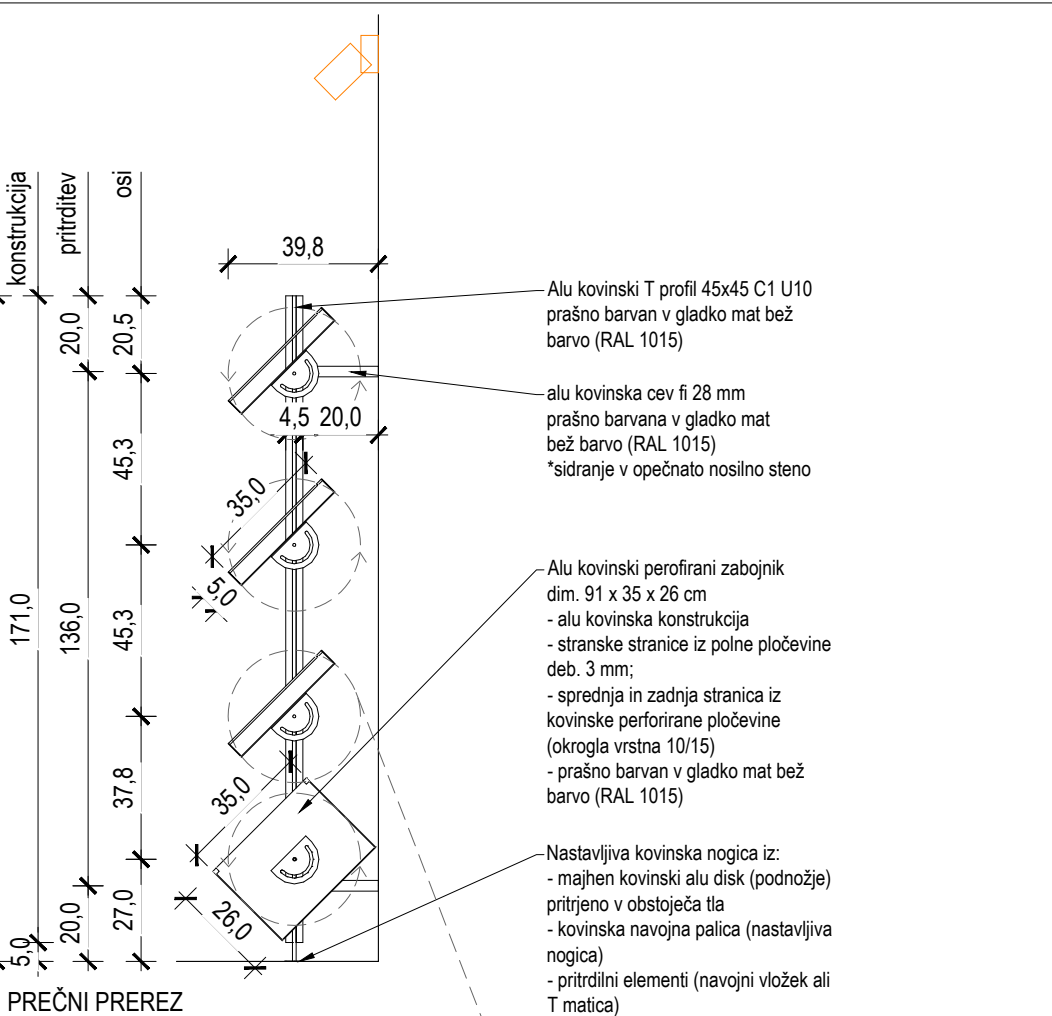 konstrukcija
pritrditev
osi
171,0
5,0
20,0
136,0
20,0
20,5
45,3
45,3
37,8
27,0
39,8
4,5 20,0
35,0
5,0
35,0
26,0
Alu kovinski T profil 45x45 C1 U10
prašno barvan v gladko mat bež
barvo (RAL 1015)
alu kovinska cev fi 28 mm
prašno barvana v gladko mat
bež barvo (RAL 1015)
*sidranje v opečnato nosilno steno
Alu kovinski perofirani zabojnik
dim. 91 x 35 x 26 cm
- alu kovinska konstrukcija
- stranske stranice iz polne pločevine
deb. 3 mm;
- sprednja in zadnja stranica iz
kovinske perforirane pločevine
(okrogla vrstna 10/15)
- prašno barvan v gladko mat bež
barvo (RAL 1015)
Nastavljiva kovinska nogica iz:
- majhen kovinski alu disk (podnožje)
pritrjeno v obstoječa tla
- kovinska navojna palica (nastavljiva
nogica)
- pritrdilni elementi (navojni vložek ali
T matica)
PREČNI PREREZ